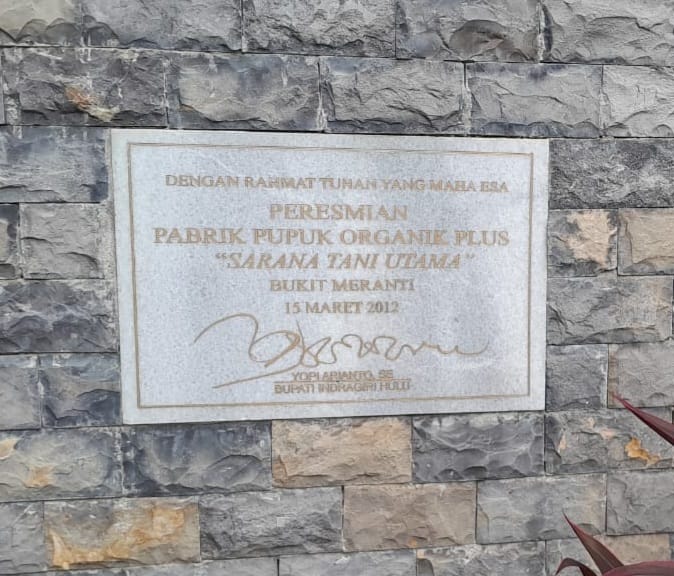 DENGAN RAHMAT TUHAN YANG MAHA ESA
PERESMIAN
PABRIK PUPUK ORGANIK PLUS
"SARANA TANI UTAMA"
BUKIT MERANTI
15 MARET 2012
YOPI ARIANTO, SE
BUPATI INDRAGIRI HULU